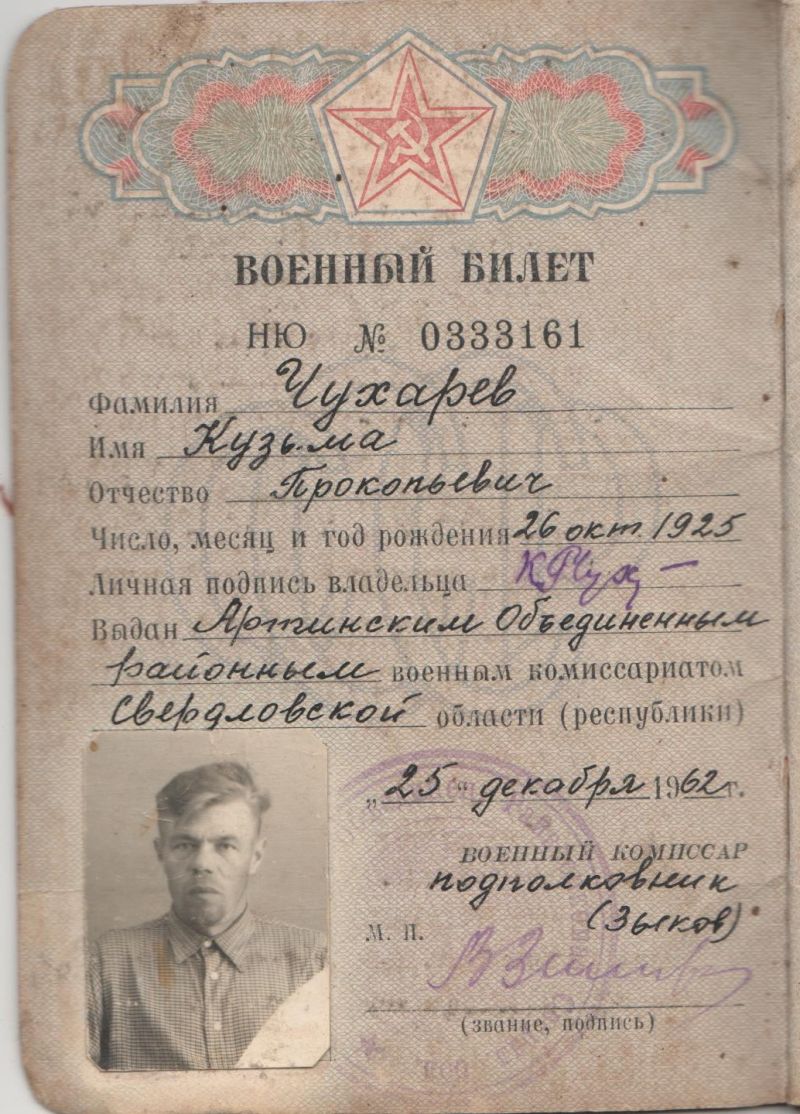 ВОЕННЫЙ БИЛЕТ
НЮ № 0333161
Фамилия Чухарев
Имя Кузьма
Отчество Прокопьевич
Число, месяц и год рождения 26 окт. 1925
Личная подпись владельца КПЧух
Выдан Артинским Объединенным
районным военным комиссариатом
Свердловской области (республики)
„25“ декабря 1962 г.
ВОЕННЫЙ КОМИССАР
подполковник
(Зыков)
М. П.
(звание, подпись)